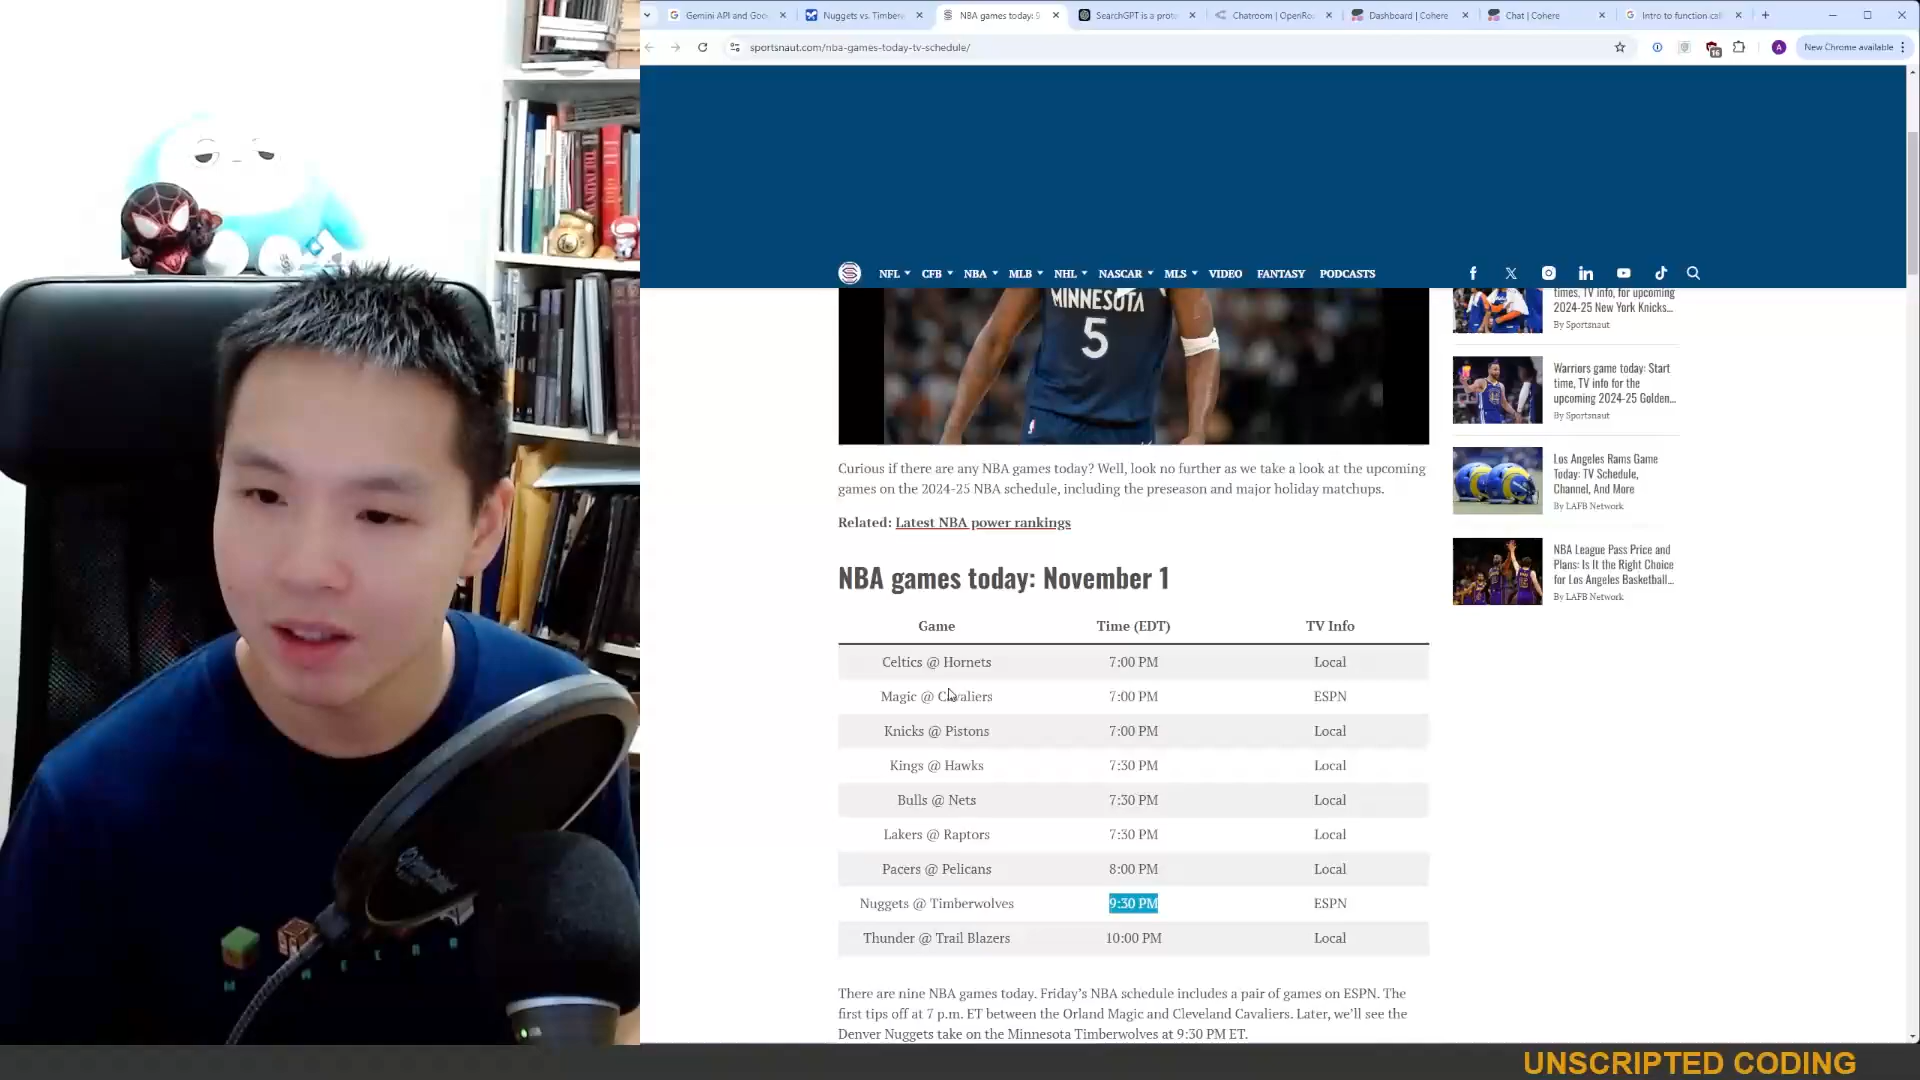 Gemini API and Goo
Nuggets vs. Timber
NBA games today: S
SearchGPT is a prot
Chatroom | OpenRo
Dashboard | Cohere
Chat | Cohere
Intro to function call
sportsnaut.com/nba-games-today-tv-schedule/
16
A
New Chrome available
NFL
CFB
NBA
MLB
NHL
NASCAR
MLS
VIDEO
FANTASY
PODCASTS
MINNESOTA
5
times, TV info, for upcoming
2024-25 New York Knicks...
By Sportsnaut
Warriors game today: Start
time, TV info for the
upcoming 2024-25 Golden...
By Sportsnaut
Los Angeles Rams Game
Today: TV Schedule,
Channel, And More
By LAFB Network
NBA League Pass Price and
Plans: Is It the Right Choice
for Los Angeles Basketball...
By LAFB Network
Curious if there are any NBA games today? Well, look no further as we take a look at the upcoming
games on the 2024-25 NBA schedule, including the preseason and major holiday matchups.
Related: Latest NBA power rankings
NBA games today: November 1
Game Time (EDT) TV Info
Celtics @ Hornets 7:00 PM Local
Magic @ Cavaliers 7:00 PM ESPN
Knicks @ Pistons 7:00 PM Local
Kings @ Hawks 7:30 PM Local
Bulls @ Nets 7:30 PM Local
Lakers @ Raptors 7:30 PM Local
Pacers @ Pelicans 8:00 PM Local
Nuggets @ Timberwolves 9:30 PM ESPN
Thunder @ Trail Blazers 10:00 PM Local
There are nine NBA games today. Friday's NBA schedule includes a pair of games on ESPN. The
first tips off at 7 p.m. ET between the Orland Magic and Cleveland Cavaliers. Later, we'll see the
Denver Nuggets take on the Minnesota Timberwolves at 9:30 PM ET.
UNSCRIPTED CODING